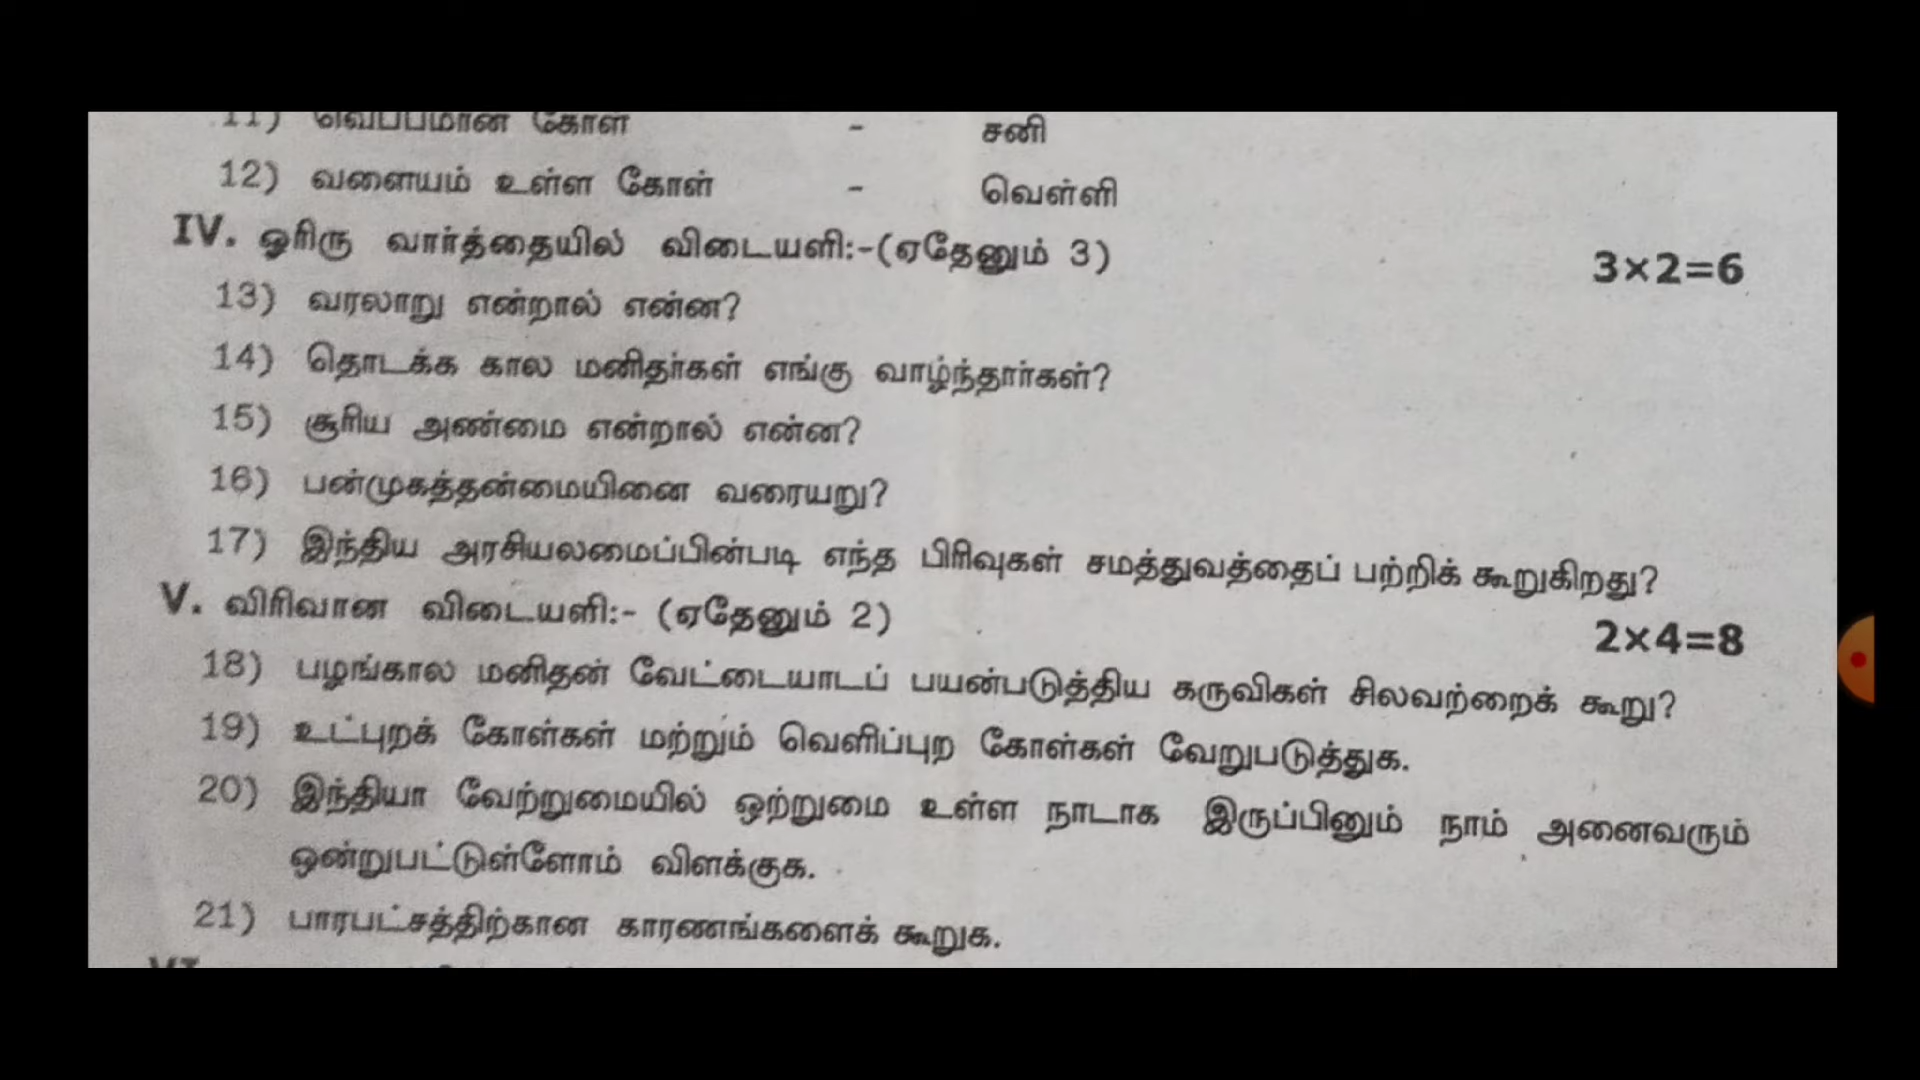 11) வெப்பமான கோள் - சனி
12) வளையம் உள்ள கோள் - வெள்ளி
IV. ஓரிரு வார்த்தையில் விடையளி:-(ஏதேனும் 3) 3×2=6
13) வரலாறு என்றால் என்ன?
14) தொடக்க கால மனிதர்கள் எங்கு வாழ்ந்தார்கள்?
15) சூரிய அண்மை என்றால் என்ன?
16) பன்முகத்தன்மையினை வரையறு?
17) இந்திய அரசியலமைப்பின்படி எந்த பிரிவுகள் சமத்துவத்தைப் பற்றிக் கூறுகிறது?
V. விரிவான விடையளி:- (ஏதேனும் 2) 2×4=8
18) பழங்கால மனிதன் வேட்டையாடப் பயன்படுத்திய கருவிகள் சிலவற்றைக் கூறு?
19) உட்புறக் கோள்கள் மற்றும் வெளிப்புற கோள்கள் வேறுபடுத்துக.
20) இந்தியா வேற்றுமையில் ஒற்றுமை உள்ள நாடாக இருப்பினும் நாம் அனைவரும்
ஒன்றுபட்டுள்ளோம் விளக்குக.
21) பாரபட்சத்திற்கான காரணங்களைக் கூறுக.